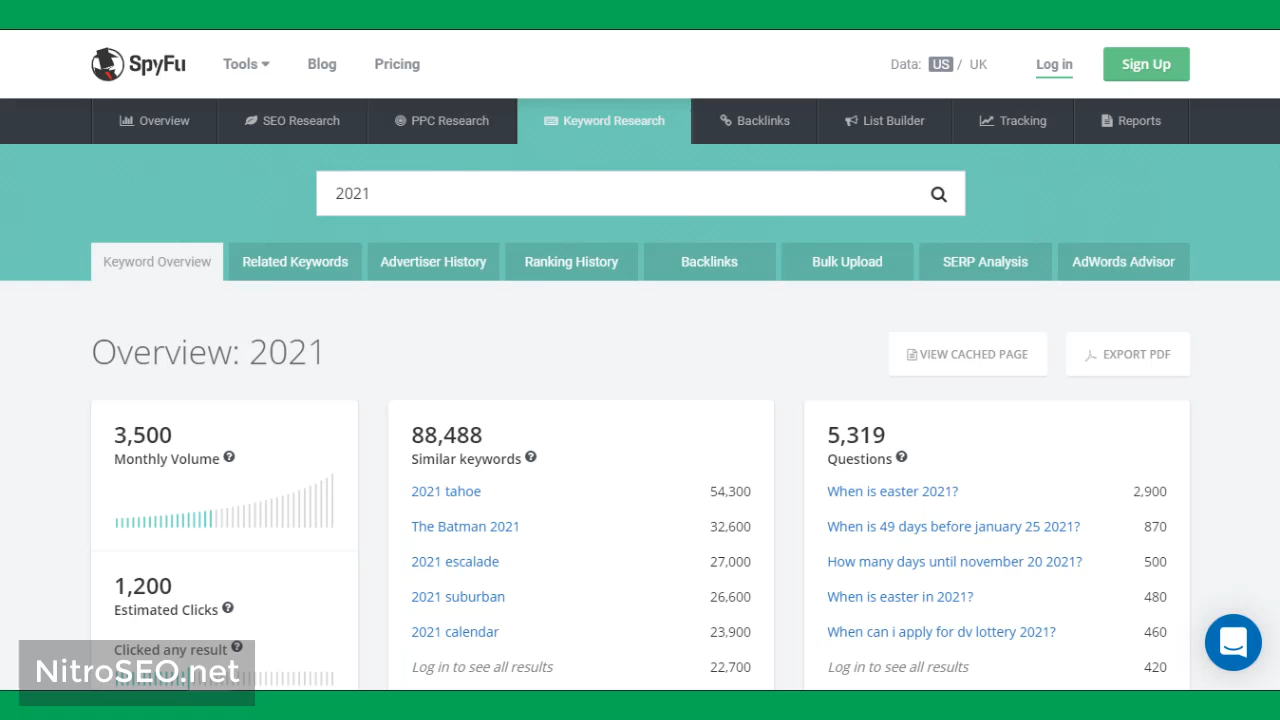 SpyFu Tools Blog Pricing Data: US / UK Log in Sign Up
Overview SEO Research PPC Research Keyword Research Backlinks List Builder Tracking Reports
2021
Keyword Overview Related Keywords Advertiser History Ranking History Backlinks Bulk Upload SERP Analysis AdWords Advisor
Overview: 2021
VIEW CACHED PAGE EXPORT PDF
3,500
Monthly Volume ?
1,200
Estimated Clicks ?
Clicked any result ?
88,488
Similar keywords ?
2021 tahoe 54,300
The Batman 2021 32,600
2021 escalade 27,000
2021 suburban 26,600
2021 calendar 23,900
Log in to see all results 22,700
5,319
Questions ?
When is easter 2021? 2,900
When is 49 days before january 25 2021? 870
How many days until november 20 2021? 500
When is easter in 2021? 480
When can i apply for dv lottery 2021? 460
Log in to see all results 420
NitroSEO.net